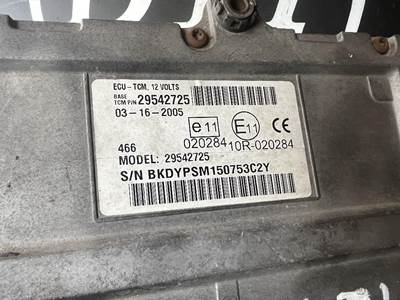 ECU-TCM, 12 VOLTS
BASE
TCM P/N 29542725
03-16-2005
e11 E11 CE
020284 10R-020284
466
MODEL: 29542725
S/N BKDYPSM150753C2Y